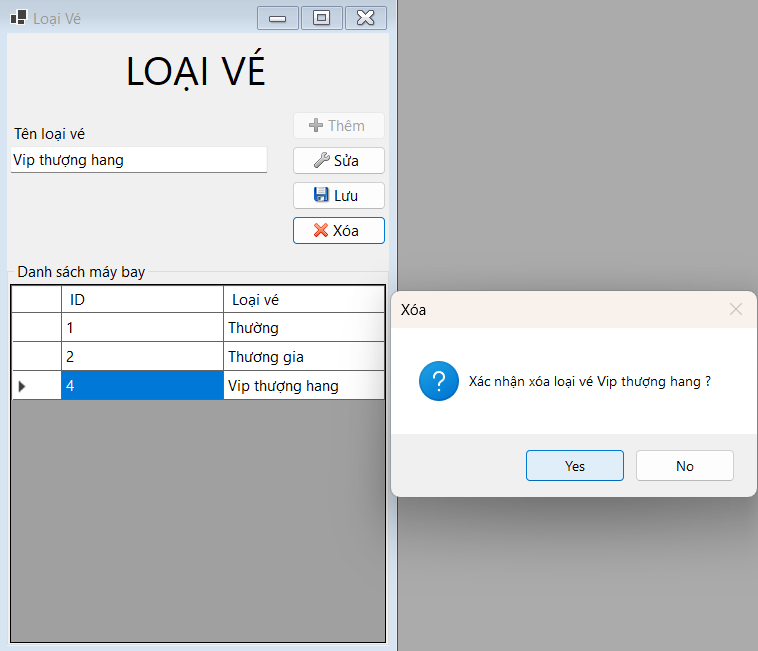 Loại Vé
LOẠI VÉ
Thêm
Tên loại vé
Vip thượng hang
Sửa
Lưu
Xóa
Danh sách máy bay
ID Loại vé
1 Thường
2 Thương gia
4 Vip thượng hang
Xóa
Xác nhận xóa loại vé Vip thượng hang ?
Yes No